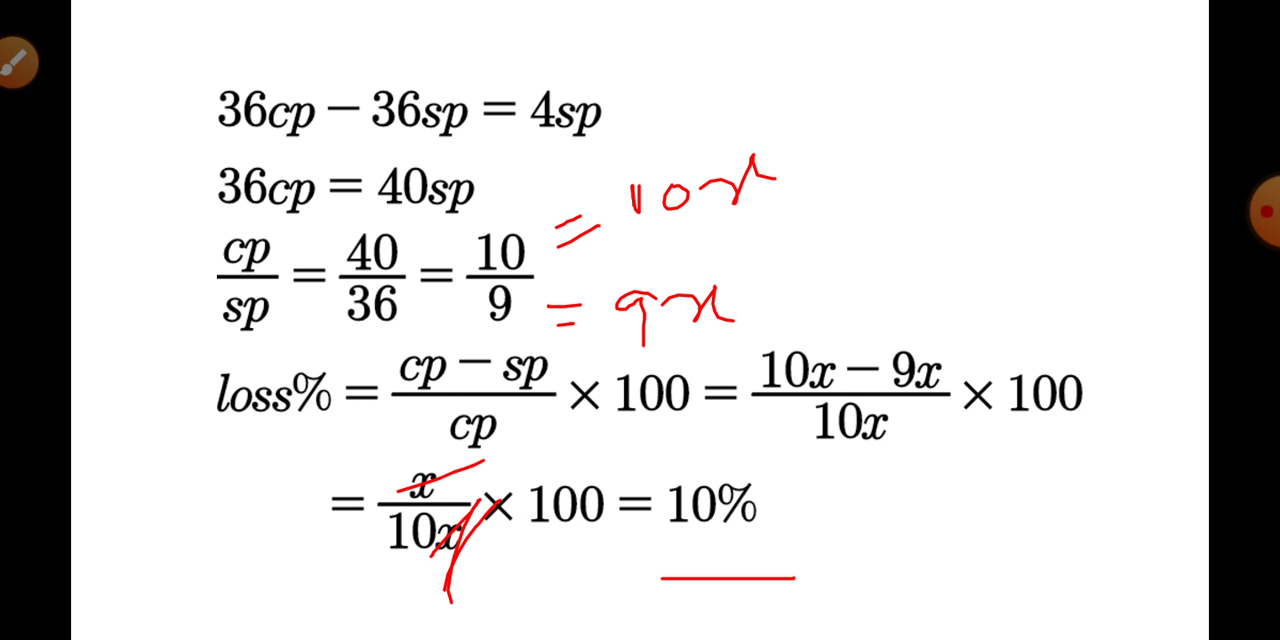 36cp − 36sp = 4sp
36cp = 40sp
cp/sp = 40/36 = 10/9
= 10x
= 9x
loss% = (cp − sp)/cp × 100 = (10x − 9x)/10x × 100
= x/10x × 100 = 10%